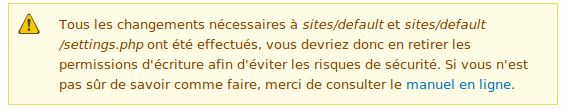 Tous les changements nécessaires à sites/default et sites/default
/settings.php ont été effectués, vous devriez donc en retirer les
permissions d'écriture afin d'éviter les risques de sécurité. Si vous n'est
pas sûr de savoir comme faire, merci de consulter le manuel en ligne.